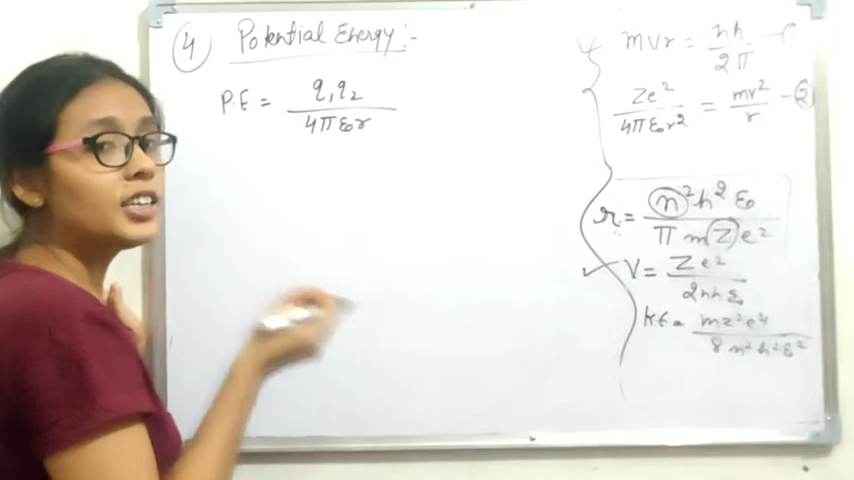 ④ Potential Energy :-
P.E = q₁q₂ / 4πε₀r
mvr = nh / 2π - ①
Ze² / 4πε₀r² = mv² / r - ②
r = n²h²ε₀ / πmZe²
V = Ze² / 2nhε₀
KE = mz²e⁴ / 8n²h²ε₀²